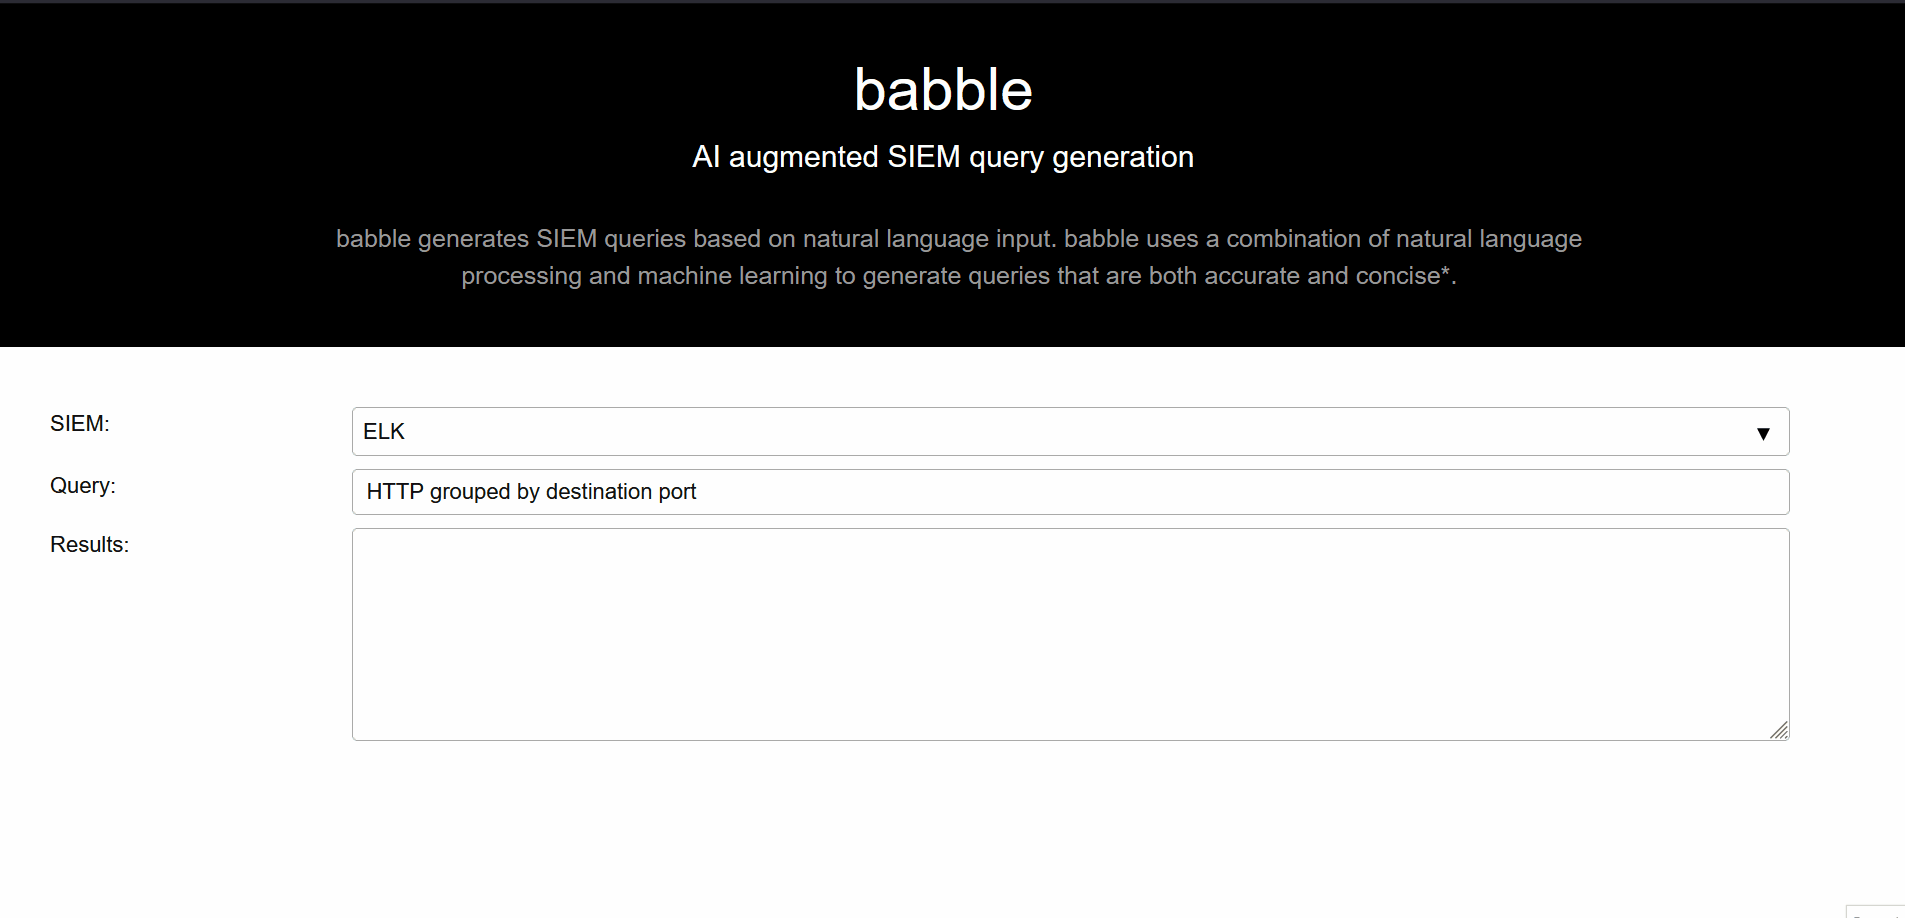 babble
AI augmented SIEM query generation
babble generates SIEM queries based on natural language input. babble uses a combination of natural language
processing and machine learning to generate queries that are both accurate and concise*.
SIEM:
ELK
Query:
HTTP grouped by destination port
Results: